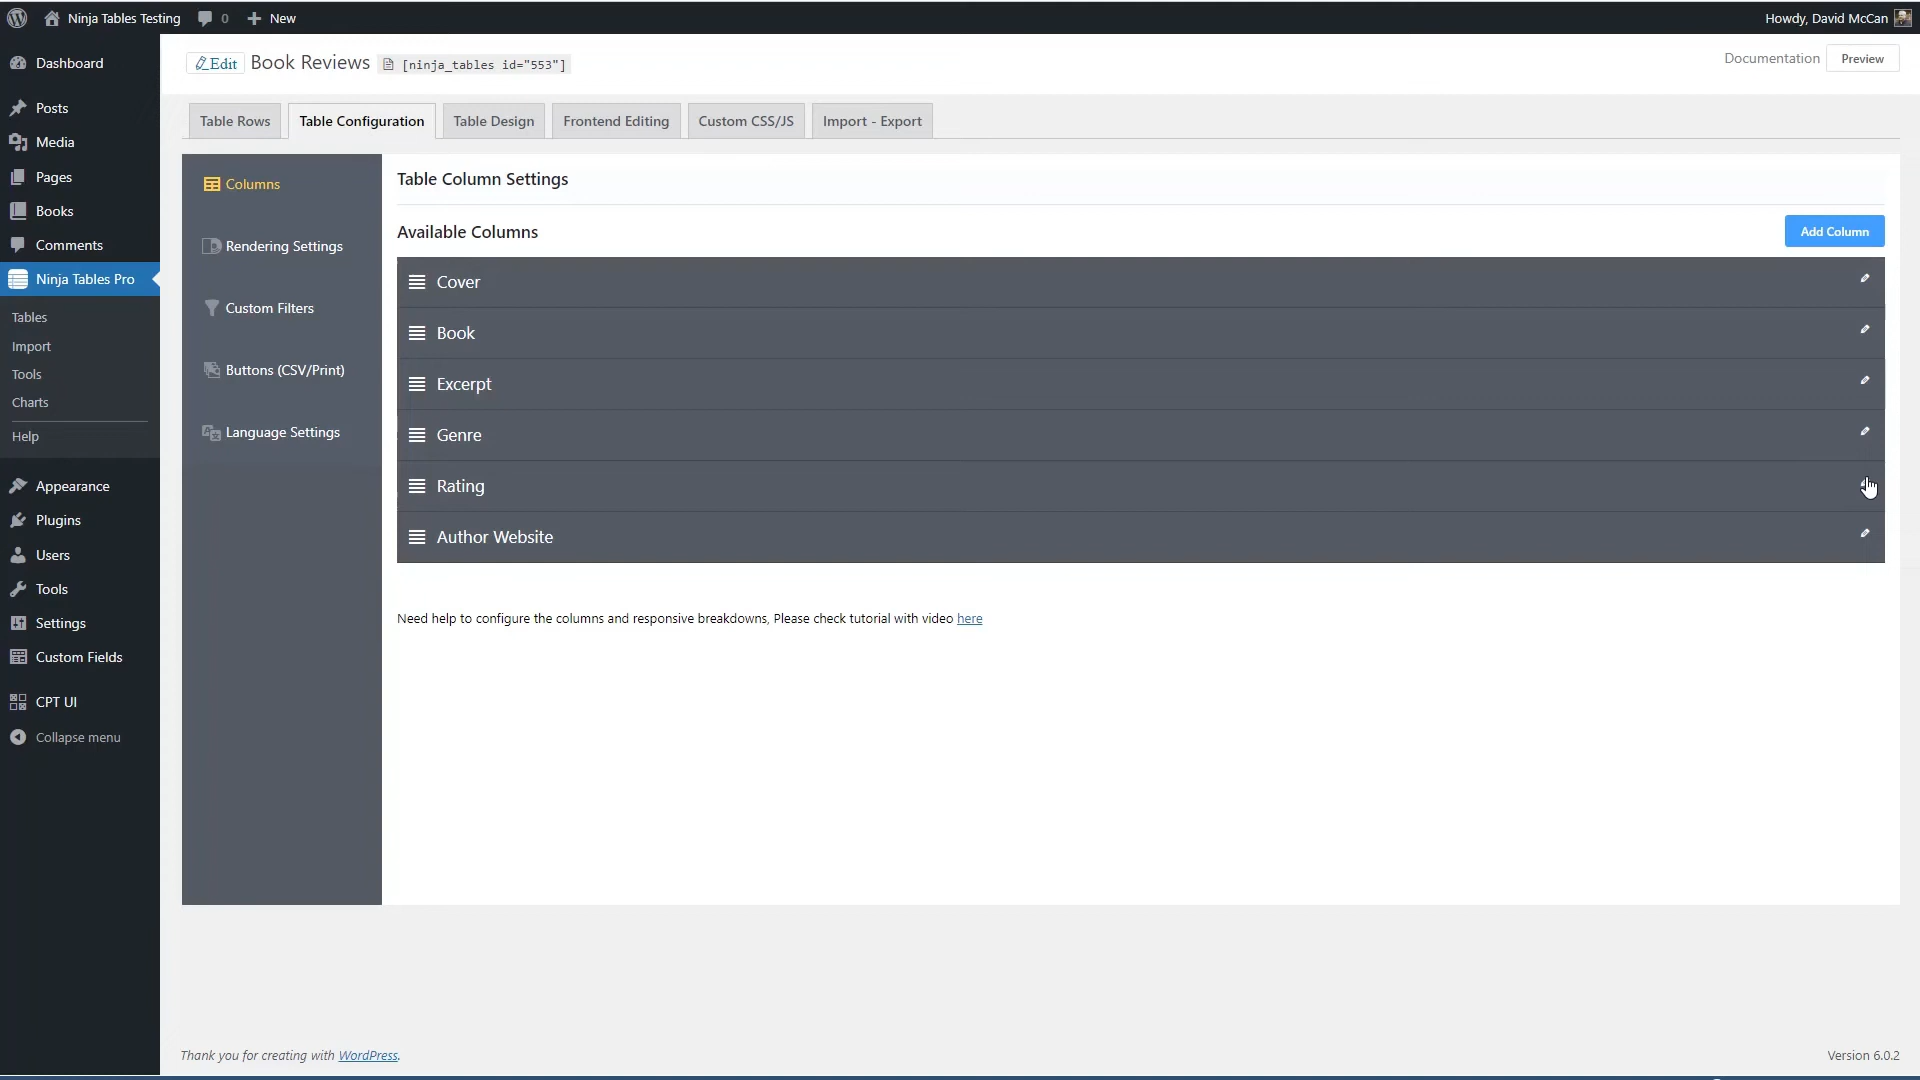 Ninja Tables Testing 0 New Howdy, David McCan
Edit Book Reviews [ninja_tables id="553"] Documentation Preview
Dashboard
Posts
Media
Pages
Books
Comments
Ninja Tables Pro
Tables
Import
Tools
Charts
Help
Appearance
Plugins
Users
Tools
Settings
Custom Fields
CPT UI
Collapse menu
Table Rows Table Configuration Table Design Frontend Editing Custom CSS/JS Import - Export
Columns
Rendering Settings
Custom Filters
Buttons (CSV/Print)
Language Settings
Table Column Settings
Available Columns Add Column
Cover
Book
Excerpt
Genre
Rating
Author Website
Need help to configure the columns and responsive breakdowns, Please check tutorial with video here
Thank you for creating with WordPress. Version 6.0.2